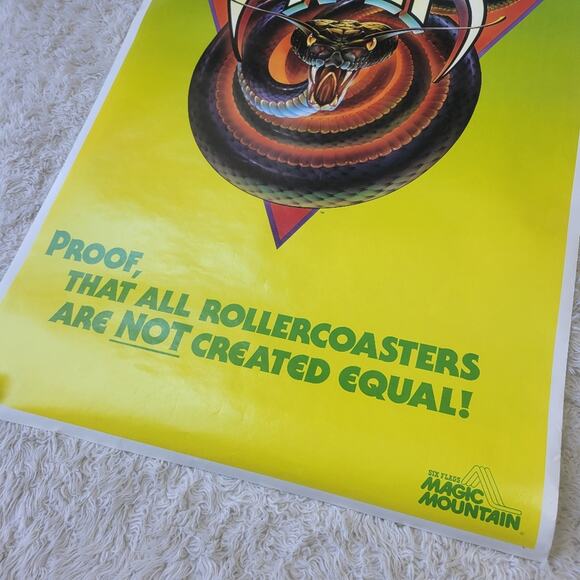 PROOF,
THAT ALL ROLLERCOASTERS
ARE NOT CREATED EQUAL!
SIX FLAGS
MAGIC
MOUNTAIN